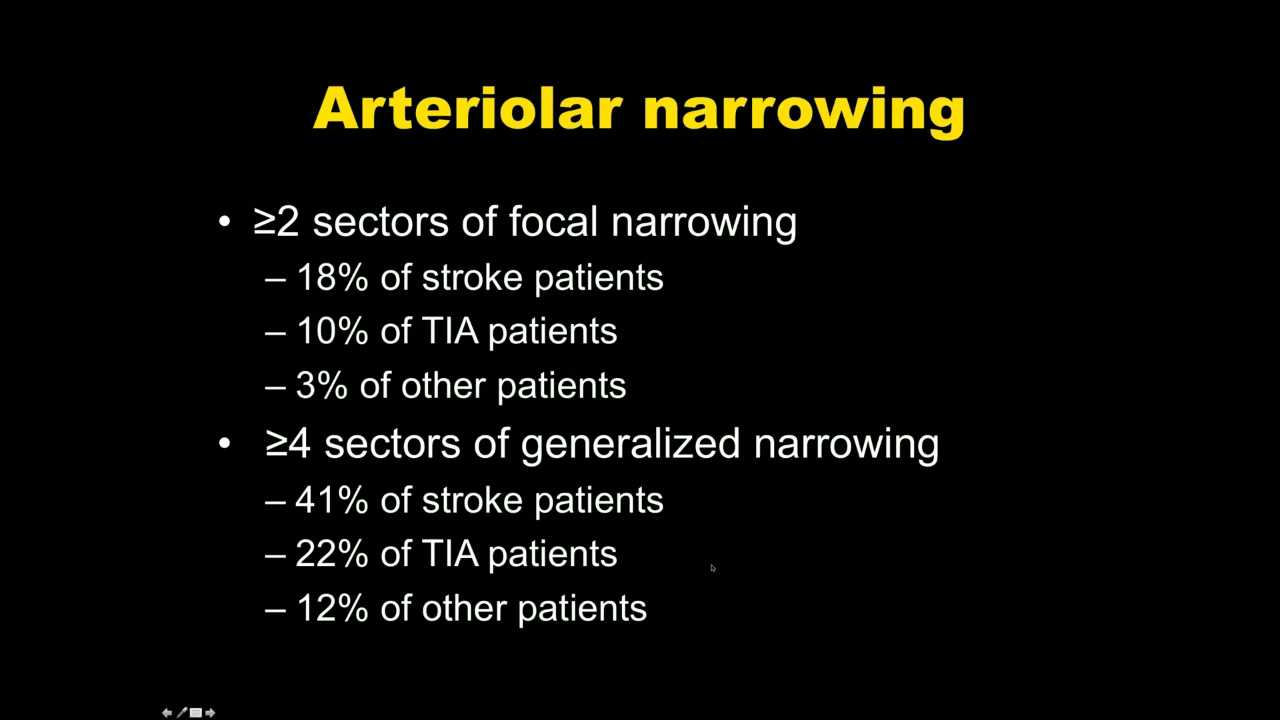 Arteriolar narrowing
• ≥2 sectors of focal narrowing
– 18% of stroke patients
– 10% of TIA patients
– 3% of other patients
• ≥4 sectors of generalized narrowing
– 41% of stroke patients
– 22% of TIA patients
– 12% of other patients